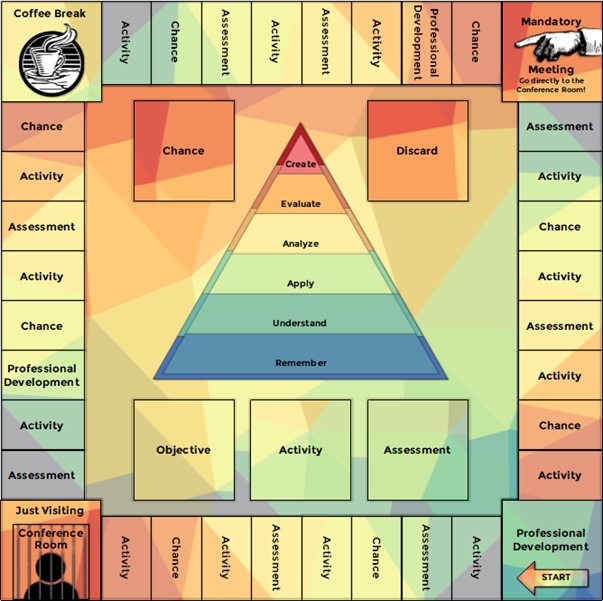 Coffee Break
Activity
Chance
Assessment
Activity
Assessment
Activity
Professional
Development
Chance
Mandatory
Meeting
Go directly to the
Conference Room!
Chance
Activity
Assessment
Activity
Chance
Professional
Development
Activity
Assessment
Chance
Discard
Create
Evaluate
Analyze
Apply
Understand
Remember
Objective
Activity
Assessment
Assessment
Activity
Chance
Activity
Assessment
Activity
Chance
Activity
Just Visiting
Conference
Room
Activity
Chance
Activity
Assessment
Activity
Chance
Assessment
Activity
Professional
Development
START